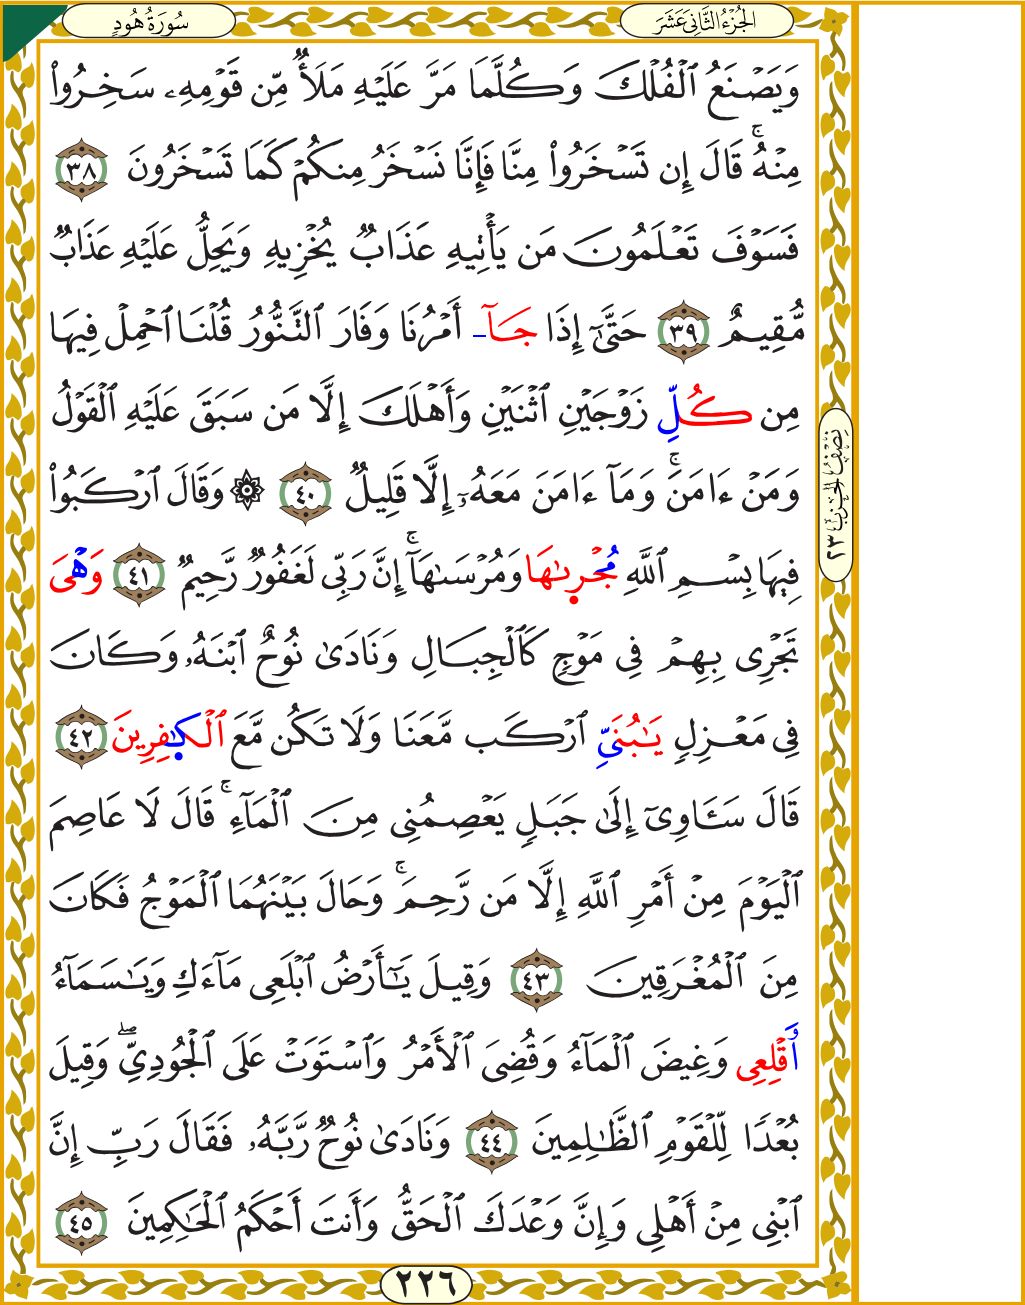 الجُزْءُ الثَّانِيَ عَشَرَ
سُورَةُ هُودٍ
وَيَصْنَعُ ٱلْفُلْكَ وَكُلَّمَا مَرَّ عَلَيْهِ مَلَأٌ مِّن قَوْمِهِۦ سَخِرُوا۟
مِنْهُ ۚ قَالَ إِن تَسْخَرُوا۟ مِنَّا فَإِنَّا نَسْخَرُ مِنكُمْ كَمَا تَسْخَرُونَ ٣٨
فَسَوْفَ تَعْلَمُونَ مَن يَأْتِيهِ عَذَابٌ يُخْزِيهِ وَيَحِلُّ عَلَيْهِ عَذَابٌ
مُّقِيمٌ ٣٩ حَتَّىٰٓ إِذَا جَآ أَمْرُنَا وَفَارَ ٱلتَّنُّورُ قُلْنَا ٱحْمِلْ فِيهَا
مِن كُلِّ زَوْجَيْنِ ٱثْنَيْنِ وَأَهْلَكَ إِلَّا مَن سَبَقَ عَلَيْهِ ٱلْقَوْلُ
وَمَنْ ءَامَنَ ۚ وَمَآ ءَامَنَ مَعَهُۥٓ إِلَّا قَلِيلٌ ٤٠ ۞ وَقَالَ ٱرْكَبُوا۟
فِيهَا بِسْمِ ٱللَّهِ مُجْر۪ىٰهَا وَمُرْسَىٰهَآ ۚ إِنَّ رَبِّى لَغَفُورٌ رَّحِيمٌ ٤١ وَهْىَ
تَجْرِى بِهِمْ فِى مَوْجٍ كَٱلْجِبَالِ وَنَادَىٰ نُوحٌ ٱبْنَهُۥ وَكَانَ
فِى مَعْزِلٍ يَـٰبُنَىِّ ٱرْكَب مَّعَنَا وَلَا تَكُن مَّعَ ٱلْكَـٰفِرِينَ ٤٢
قَالَ سَـَٔاوِىٓ إِلَىٰ جَبَلٍ يَعْصِمُنِى مِنَ ٱلْمَآءِ ۚ قَالَ لَا عَاصِمَ
ٱلْيَوْمَ مِنْ أَمْرِ ٱللَّهِ إِلَّا مَن رَّحِمَ ۚ وَحَالَ بَيْنَهُمَا ٱلْمَوْجُ فَكَانَ
مِنَ ٱلْمُغْرَقِينَ ٤٣ وَقِيلَ يَـٰٓأَرْضُ ٱبْلَعِى مَآءَكِ وَيَـٰسَمَآءُ
وَقْلِعِى وَغِيضَ ٱلْمَآءُ وَقُضِىَ ٱلْأَمْرُ وَٱسْتَوَتْ عَلَى ٱلْجُودِىِّ ۖ وَقِيلَ
بُعْدًا لِّلْقَوْمِ ٱلظَّـٰلِمِينَ ٤٤ وَنَادَىٰ نُوحٌ رَّبَّهُۥ فَقَالَ رَبِّ إِنَّ
ٱبْنِى مِنْ أَهْلِى وَإِنَّ وَعْدَكَ ٱلْحَقُّ وَأَنتَ أَحْكَمُ ٱلْحَـٰكِمِينَ ٤٥
نِصْفُ الحِزْبِ ٢٣
٢٢٦